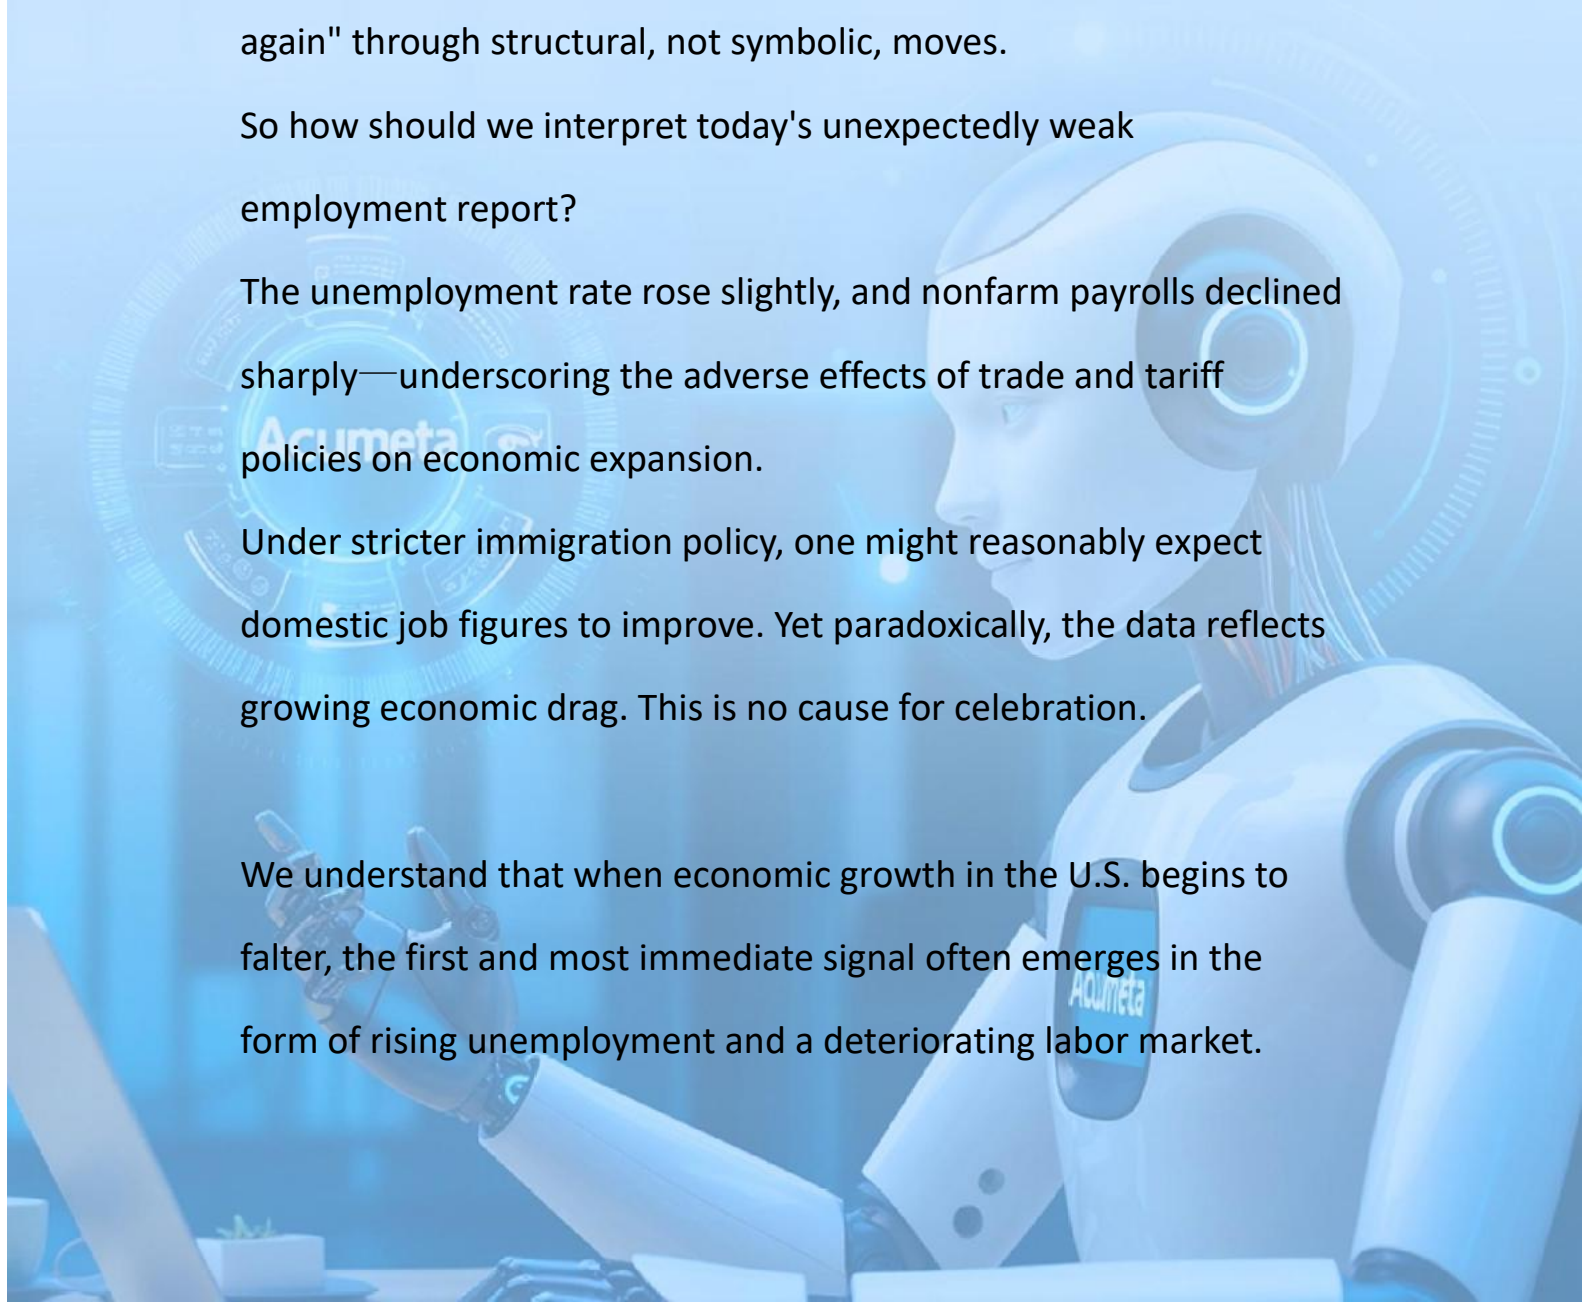 again" through structural, not symbolic, moves.
So how should we interpret today's unexpectedly weak
employment report?
The unemployment rate rose slightly, and nonfarm payrolls declined
sharply—underscoring the adverse effects of trade and tariff
policies on economic expansion.
Acumeta
Under stricter immigration policy, one might reasonably expect
domestic job figures to improve. Yet paradoxically, the data reflects
growing economic drag. This is no cause for celebration.
We understand that when economic growth in the U.S. begins to
falter, the first and most immediate signal often emerges in the
Acumeta
form of rising unemployment and a deteriorating labor market.